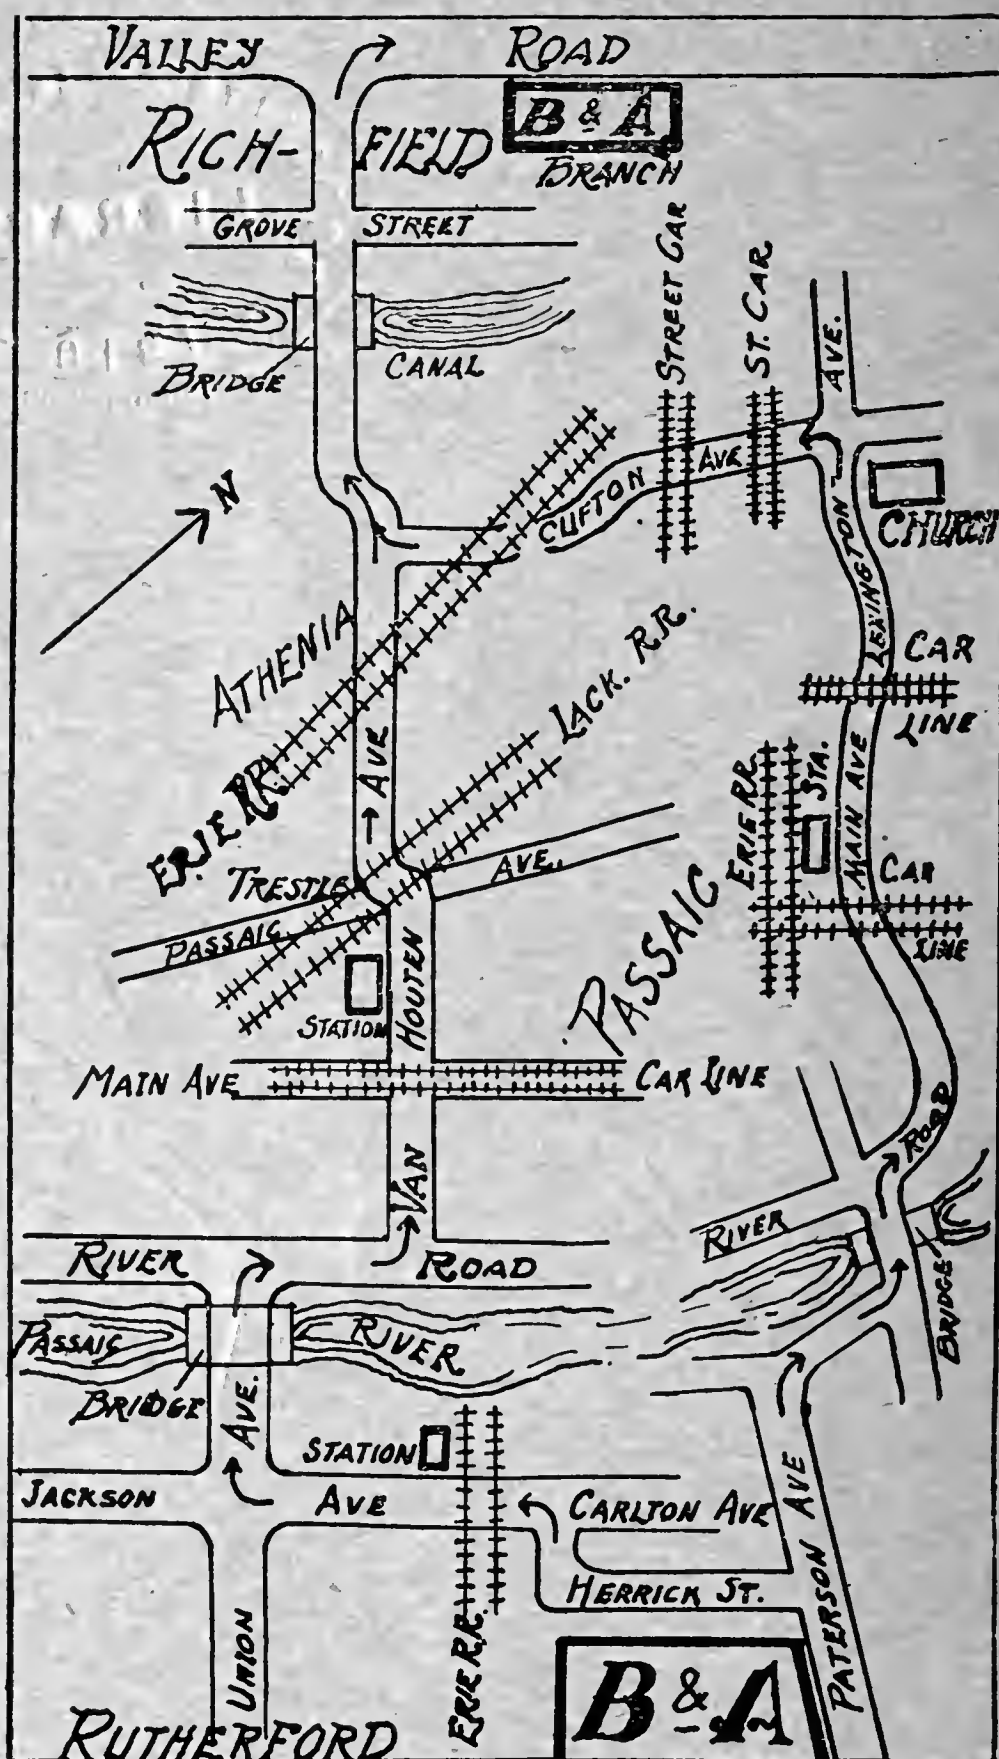 VALLEY ROAD
RICH-FIELD
B & A
BRANCH
GROVE STREET
STREET CAR
ST. CAR
AVE.
BRIDGE
CANAL
N
CLIFTON AVE
CHURCH
LEXINGTON
ATHENIA
LACK. R.R.
CAR
LINE
ERIE RR.
AVE
ERIE RR.
STA.
MAIN AVE
TRESTLE
PASSAIC AVE.
CAR
LINE
STATION
HOUTEN
PASSAIC
MAIN AVE CAR LINE
VAN
ROAD
RIVER
RIVER ROAD
PASSAIC RIVER
BRIDGE
BRIDGE
AVE.
STATION
JACKSON AVE
CARLTON AVE
HERRICK ST.
PATERSON AVE
UNION
ERIE R.R.
B & A
RUTHERFORD